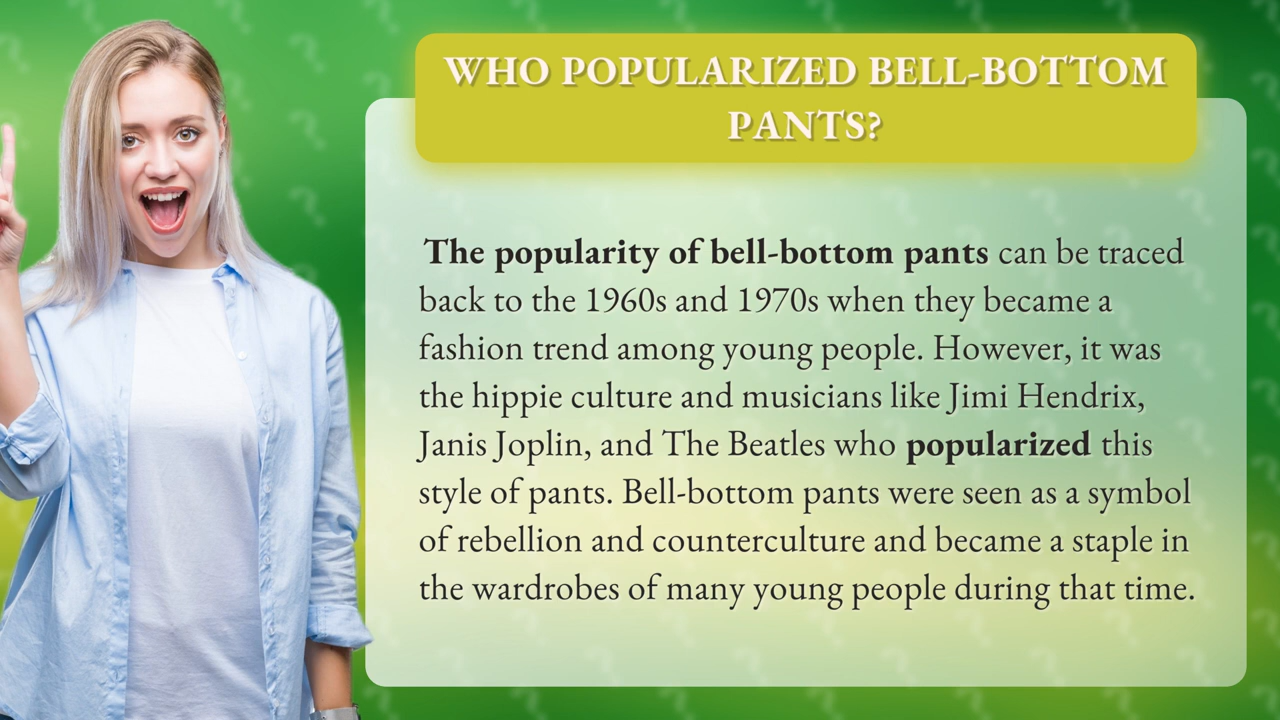 WHO POPULARIZED BELL-BOTTOM
PANTS?
The popularity of bell-bottom pants can be traced
back to the 1960s and 1970s when they became a
fashion trend among young people. However, it was
the hippie culture and musicians like Jimi Hendrix,
Janis Joplin, and The Beatles who popularized this
style of pants. Bell-bottom pants were seen as a symbol
of rebellion and counterculture and became a staple in
the wardrobes of many young people during that time.